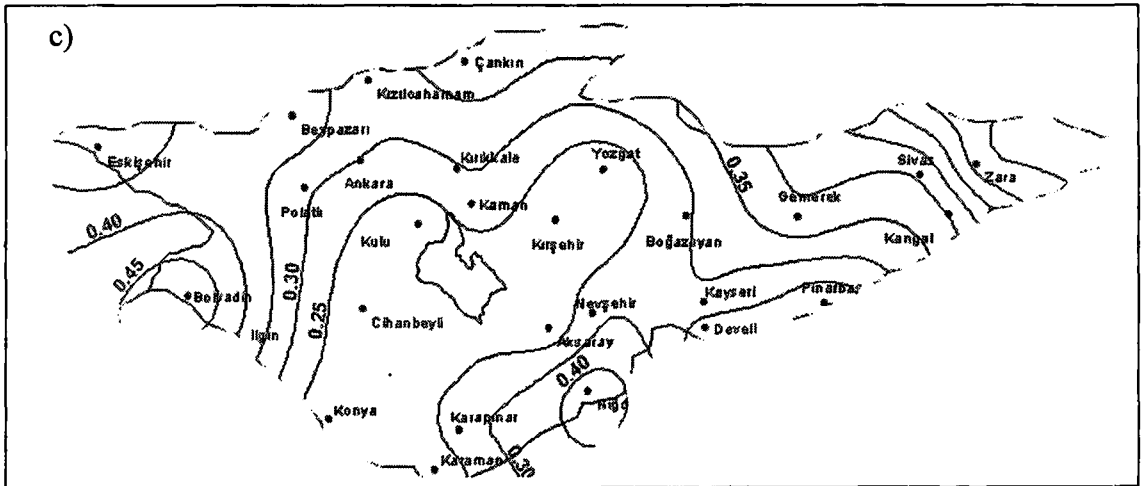 c)
Çankırı
Kızılcahamam
Beypazarı
Eskişehir
Kırıkkale
Yozgat
Ankara
Sivas
Zara
0.35
Polatlı
Kaman
Gemerek
0.40
Kulu
Kırşehir
Boğazlıyan
Kangal
0.45
Bolvadin
0.30
0.25
Cihanbeyli
Nevşehir
Kayseri
Pınarbaş
Ilgın
Aksaray
Develi
0.40
Niğd
Konya
Karapınar
Karaman
0.30